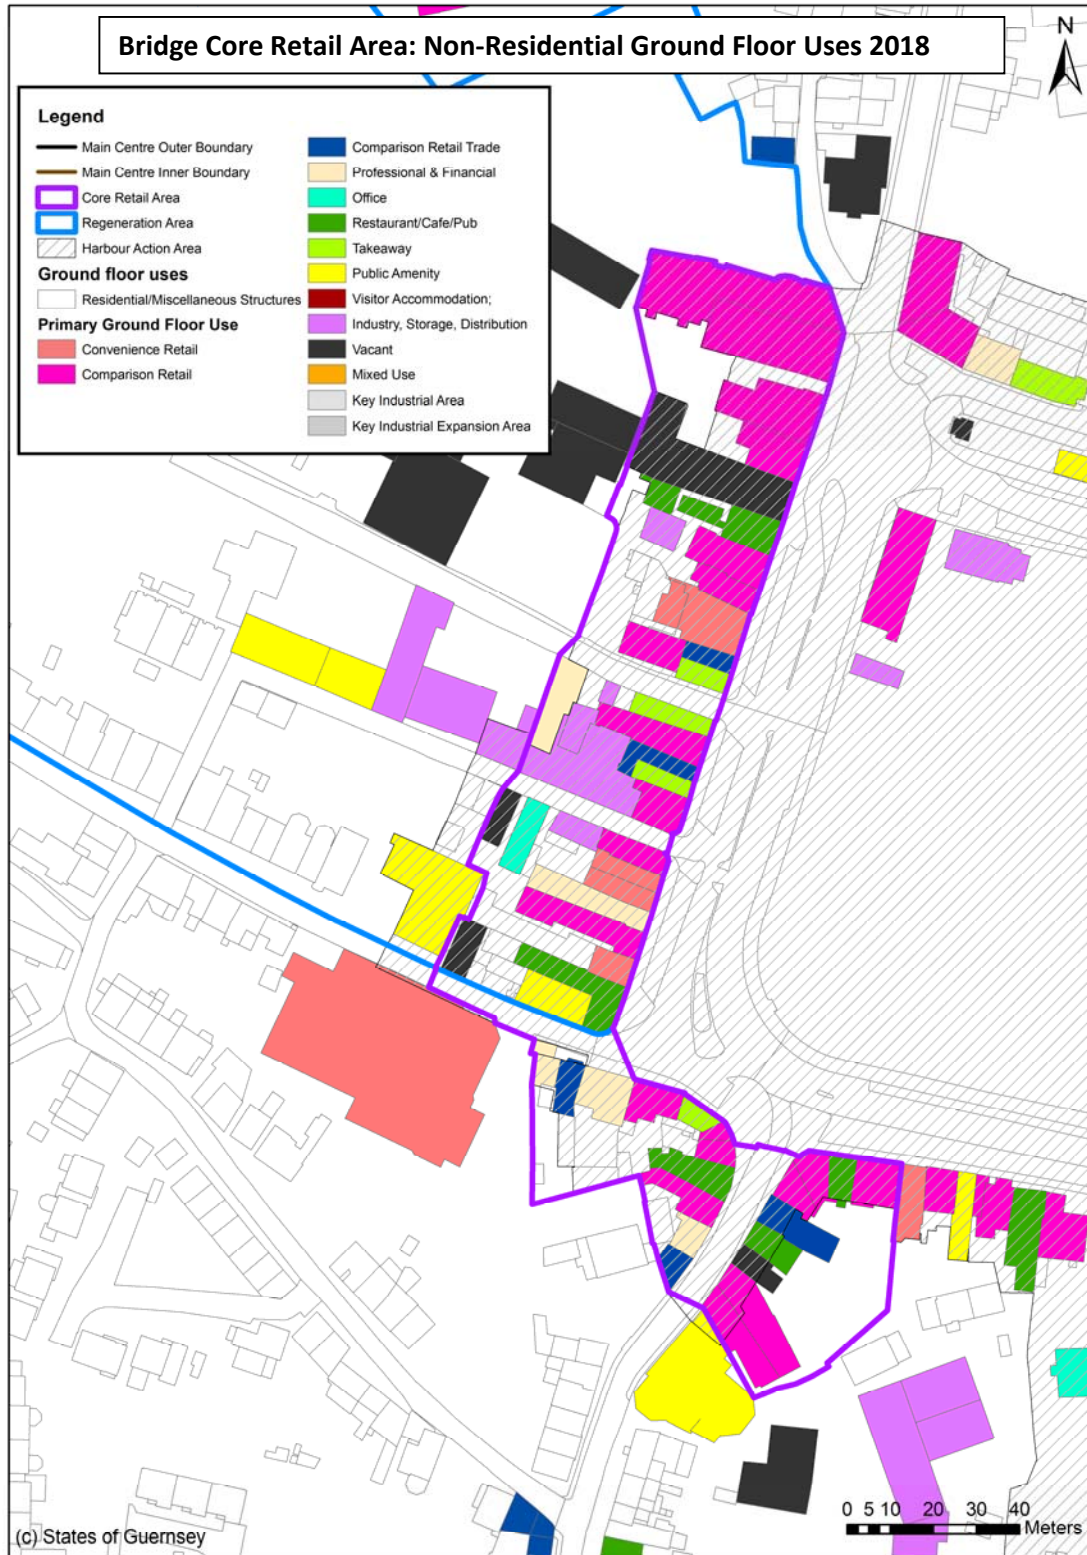 Bridge Core Retail Area: Non-Residential Ground Floor Uses 2018
N
Legend
Main Centre Outer Boundary
Main Centre Inner Boundary
Core Retail Area
Regeneration Area
Harbour Action Area
Ground floor uses
Residential/Miscellaneous Structures
Primary Ground Floor Use
Convenience Retail
Comparison Retail
Comparison Retail Trade
Professional & Financial
Office
Restaurant/Cafe/Pub
Takeaway
Public Amenity
Visitor Accommodation;
Industry, Storage, Distribution
Vacant
Mixed Use
Key Industrial Area
Key Industrial Expansion Area
0 5 10 20 30 40
Meters
(c) States of Guernsey